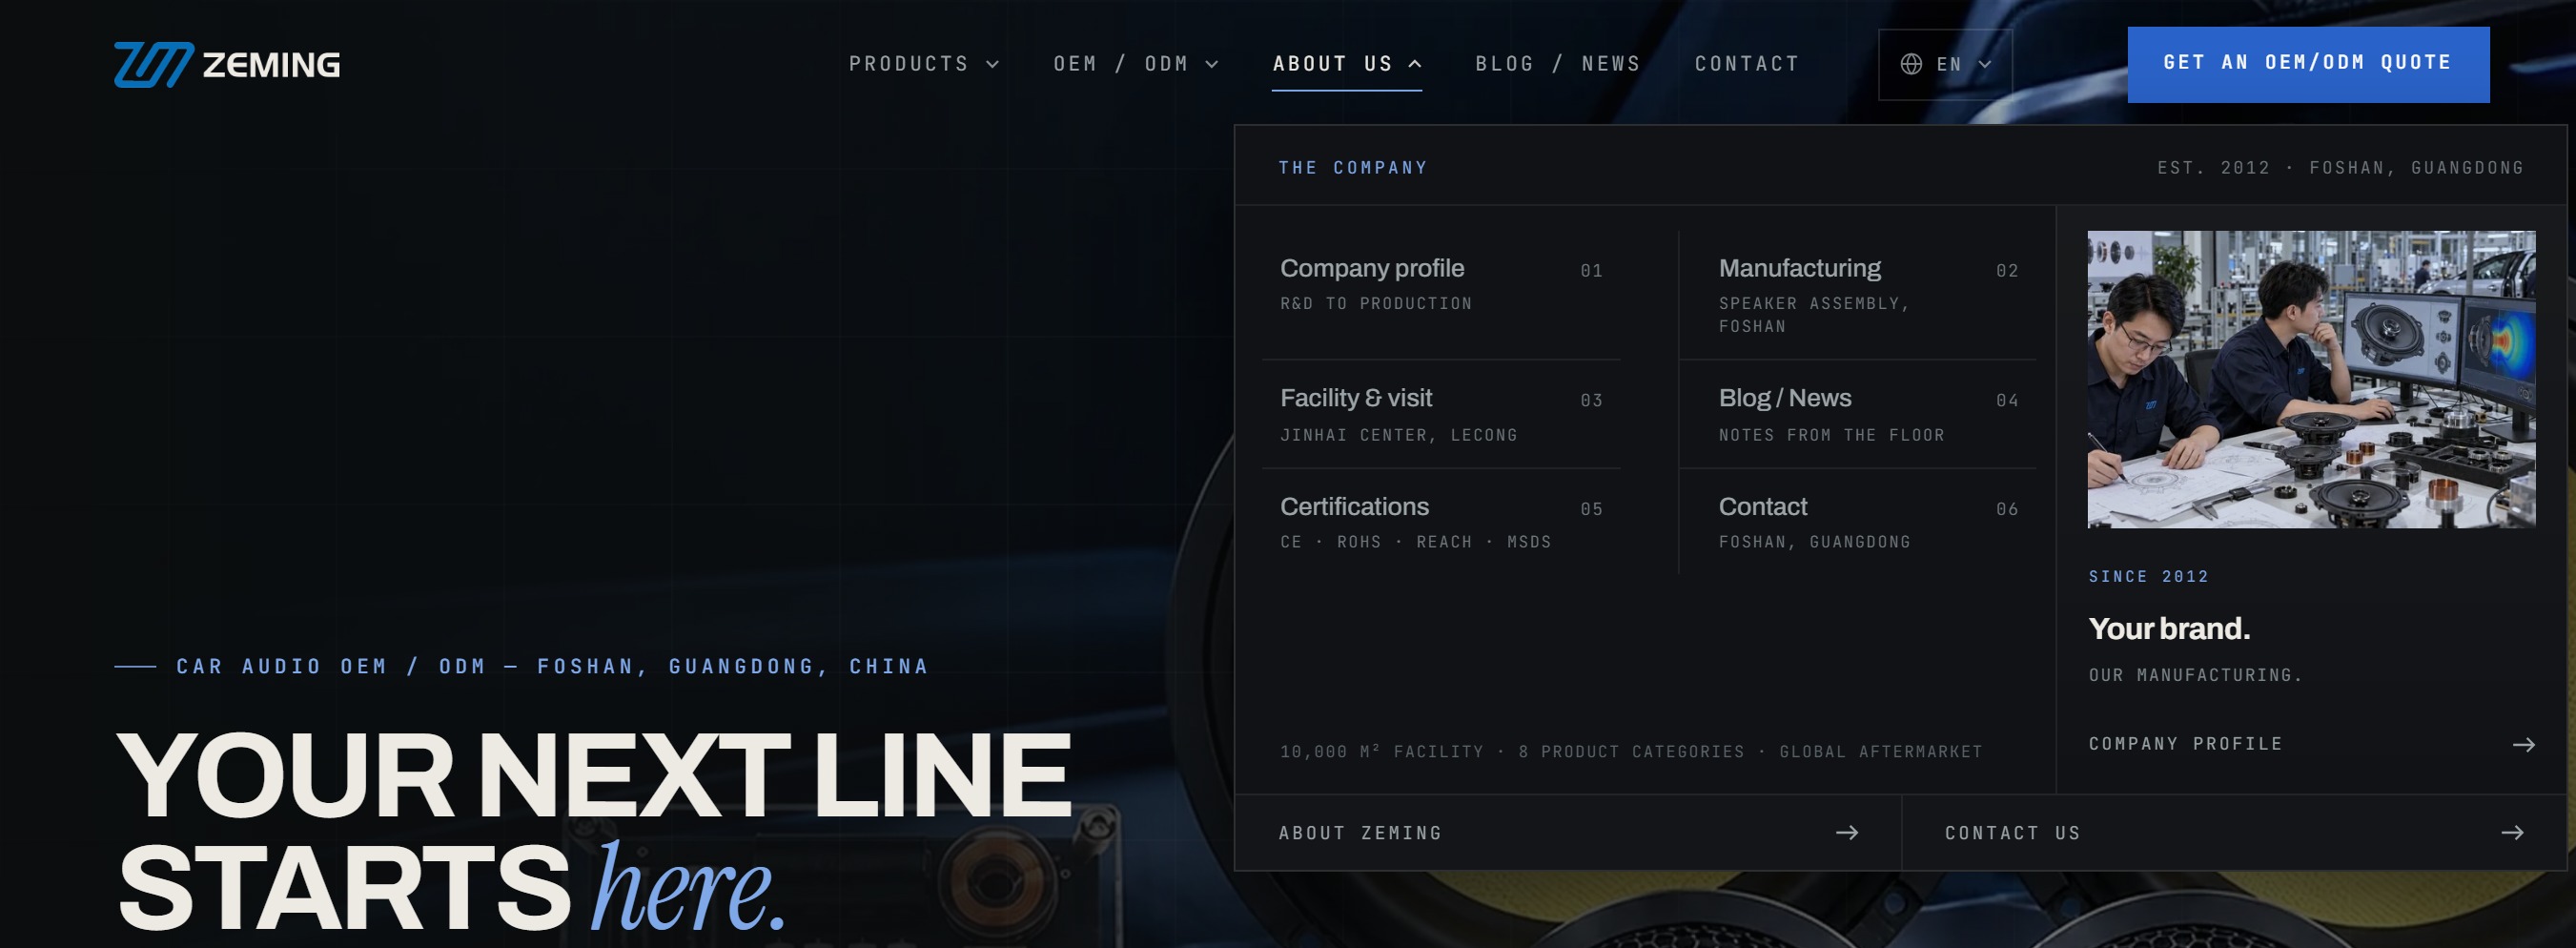 ZEMING
PRODUCTS
OEM / ODM
ABOUT US
BLOG / NEWS
CONTACT
EN
GET AN OEM/ODM QUOTE
THE COMPANY
EST. 2012 · FOSHAN, GUANGDONG
Company profile
01
R&D TO PRODUCTION
Manufacturing
02
SPEAKER ASSEMBLY,
FOSHAN
Facility & visit
03
JINHAI CENTER, LECONG
Blog / News
04
NOTES FROM THE FLOOR
Certifications
05
CE · ROHS · REACH · MSDS
Contact
06
FOSHAN, GUANGDONG
10,000 M² FACILITY · 8 PRODUCT CATEGORIES · GLOBAL AFTERMARKET
SINCE 2012
Your brand.
OUR MANUFACTURING.
COMPANY PROFILE
ABOUT ZEMING
CONTACT US
CAR AUDIO OEM / ODM — FOSHAN, GUANGDONG, CHINA
YOUR NEXT LINE
STARTS here.